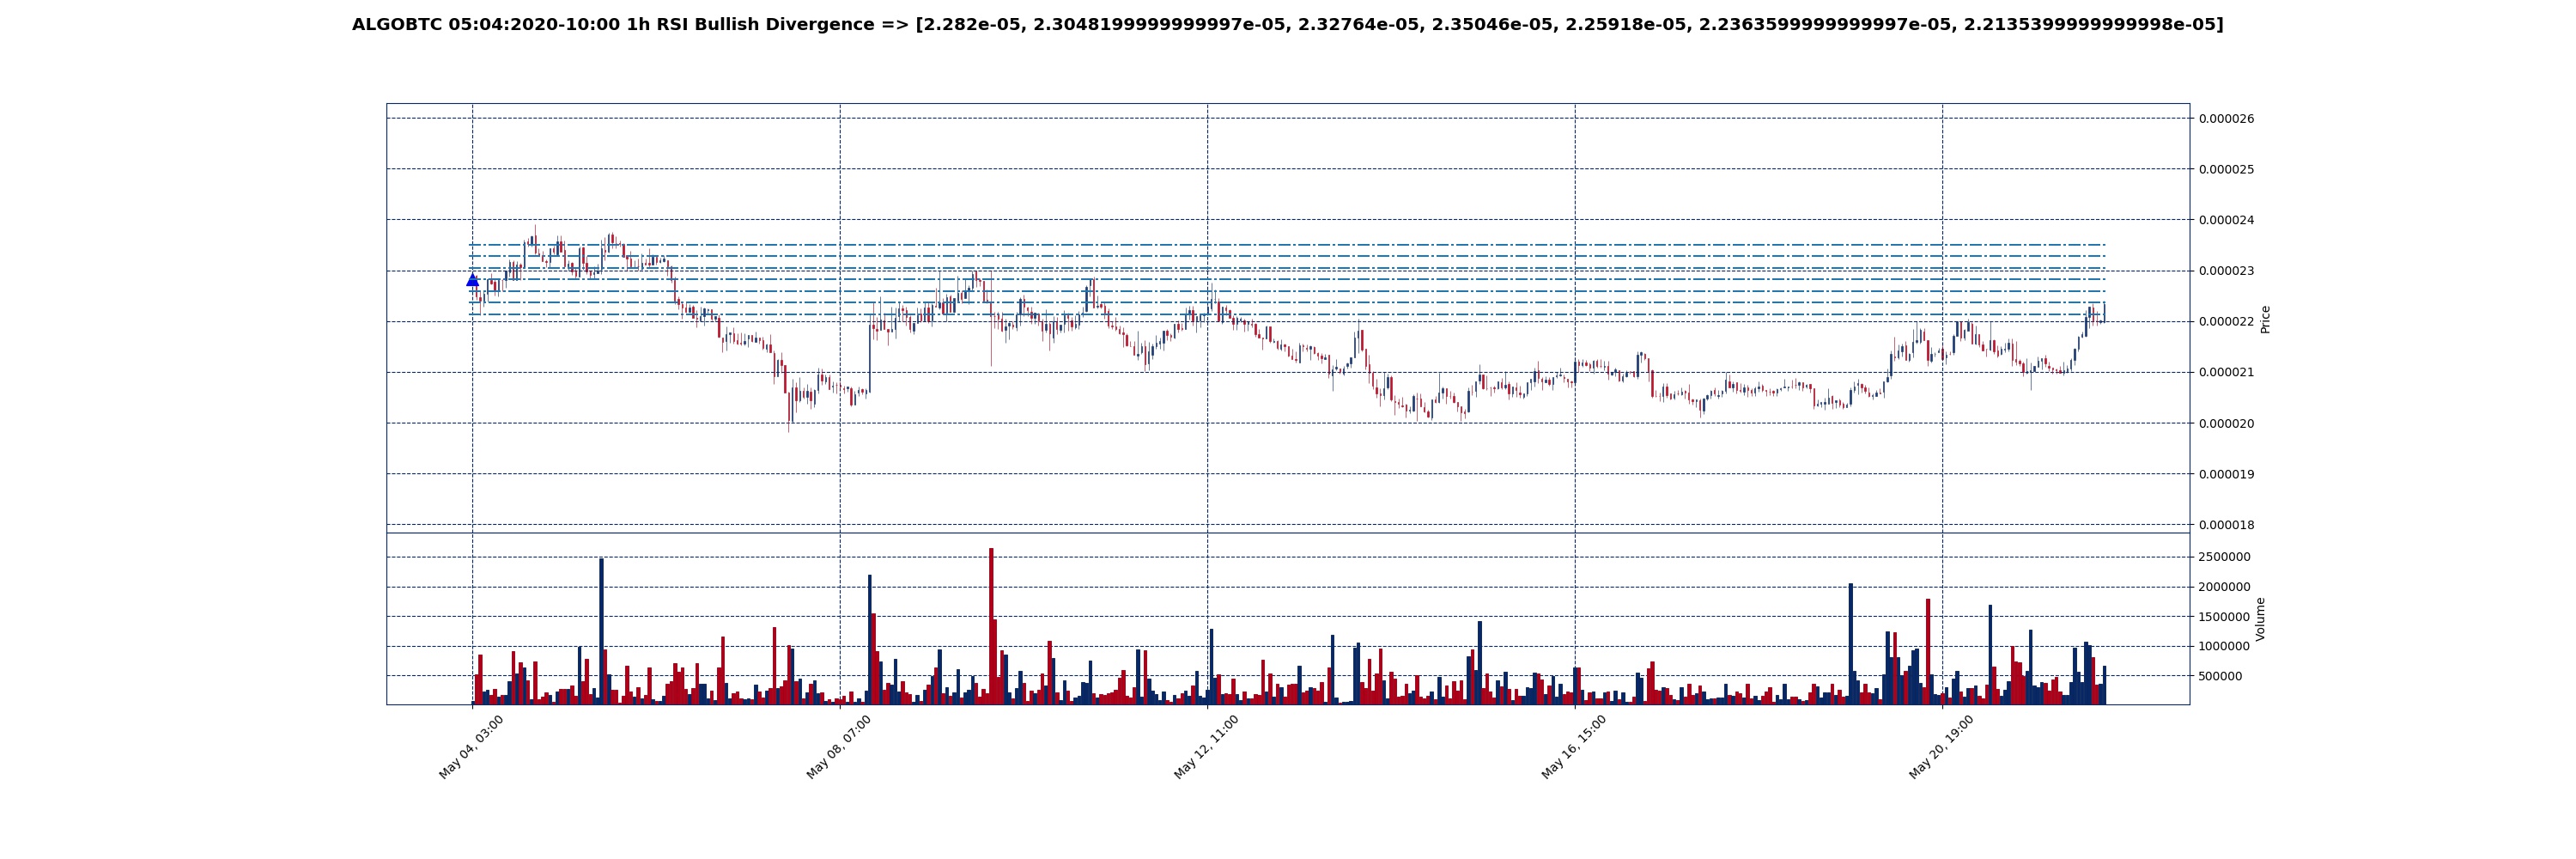 ALGOBTC 05:04:2020-10:00 1h RSI Bullish Divergence => [2.282e-05, 2.3048199999999997e-05, 2.32764e-05, 2.35046e-05, 2.25918e-05, 2.2363599999999997e-05, 2.2135399999999998e-05]
0.000026
0.000025
0.000024
0.000023
0.000022
0.000021
0.000020
0.000019
0.000018
Price
2500000
2000000
1500000
1000000
500000
Volume
May 04, 03:00
May 08, 07:00
May 12, 11:00
May 16, 15:00
May 20, 19:00